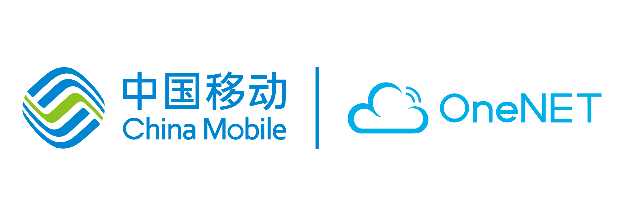 中国移动
China Mobile
OneNET